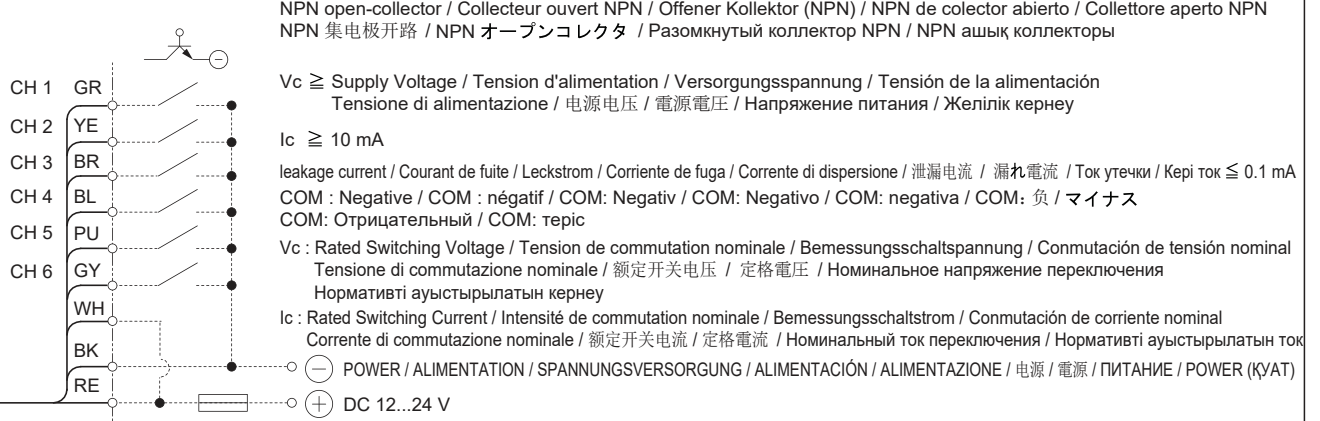 NPN open-collector / Collecteur ouvert NPN / Offener Kollektor (NPN) / NPN de colector abierto / Collettore aperto NPN
NPN 集电极开路 / NPN オープンコレクタ / Разомкнутый коллектор NPN / NPN ашық коллекторы
Vc ≧ Supply Voltage / Tension d'alimentation / Versorgungsspannung / Tensión de la alimentación
Tensione di alimentazione / 电源电压 / 電源電圧 / Напряжение питания / Желілік кернеу
Ic ≧ 10 mA
leakage current / Courant de fuite / Leckstrom / Corriente de fuga / Corrente di dispersione / 泄漏电流 / 漏れ電流 / Ток утечки / Кері ток ≦ 0.1 mA
COM : Negative / COM : négatif / COM: Negativ / COM: Negativo / COM: negativa / COM: 负 / マイナス
COM: Отрицательный / COM: теріс
Vc : Rated Switching Voltage / Tension de commutation nominale / Bemessungsschaltspannung / Conmutación de tensión nominal
Tensione di commutazione nominale / 额定开关电压 / 定格電圧 / Номинальное напряжение переключения
Нормативті ауыстырылатын кернеу
Ic : Rated Switching Current / Intensité de commutation nominale / Bemessungsschaltstrom / Conmutación de corriente nominal
Corrente di commutazione nominale / 额定开关电流 / 定格電流 / Номинальный ток переключения / Нормативті ауыстырылатын ток
CH 1 GR
CH 2 YE
CH 3 BR
CH 4 BL
CH 5 PU
CH 6 GY
WH
BK
RE
− POWER / ALIMENTATION / SPANNUNGSVERSORGUNG / ALIMENTACIÓN / ALIMENTAZIONE / 电源 / 電源 / ПИТАНИЕ / POWER (ҚУАТ)
+ DC 12...24 V